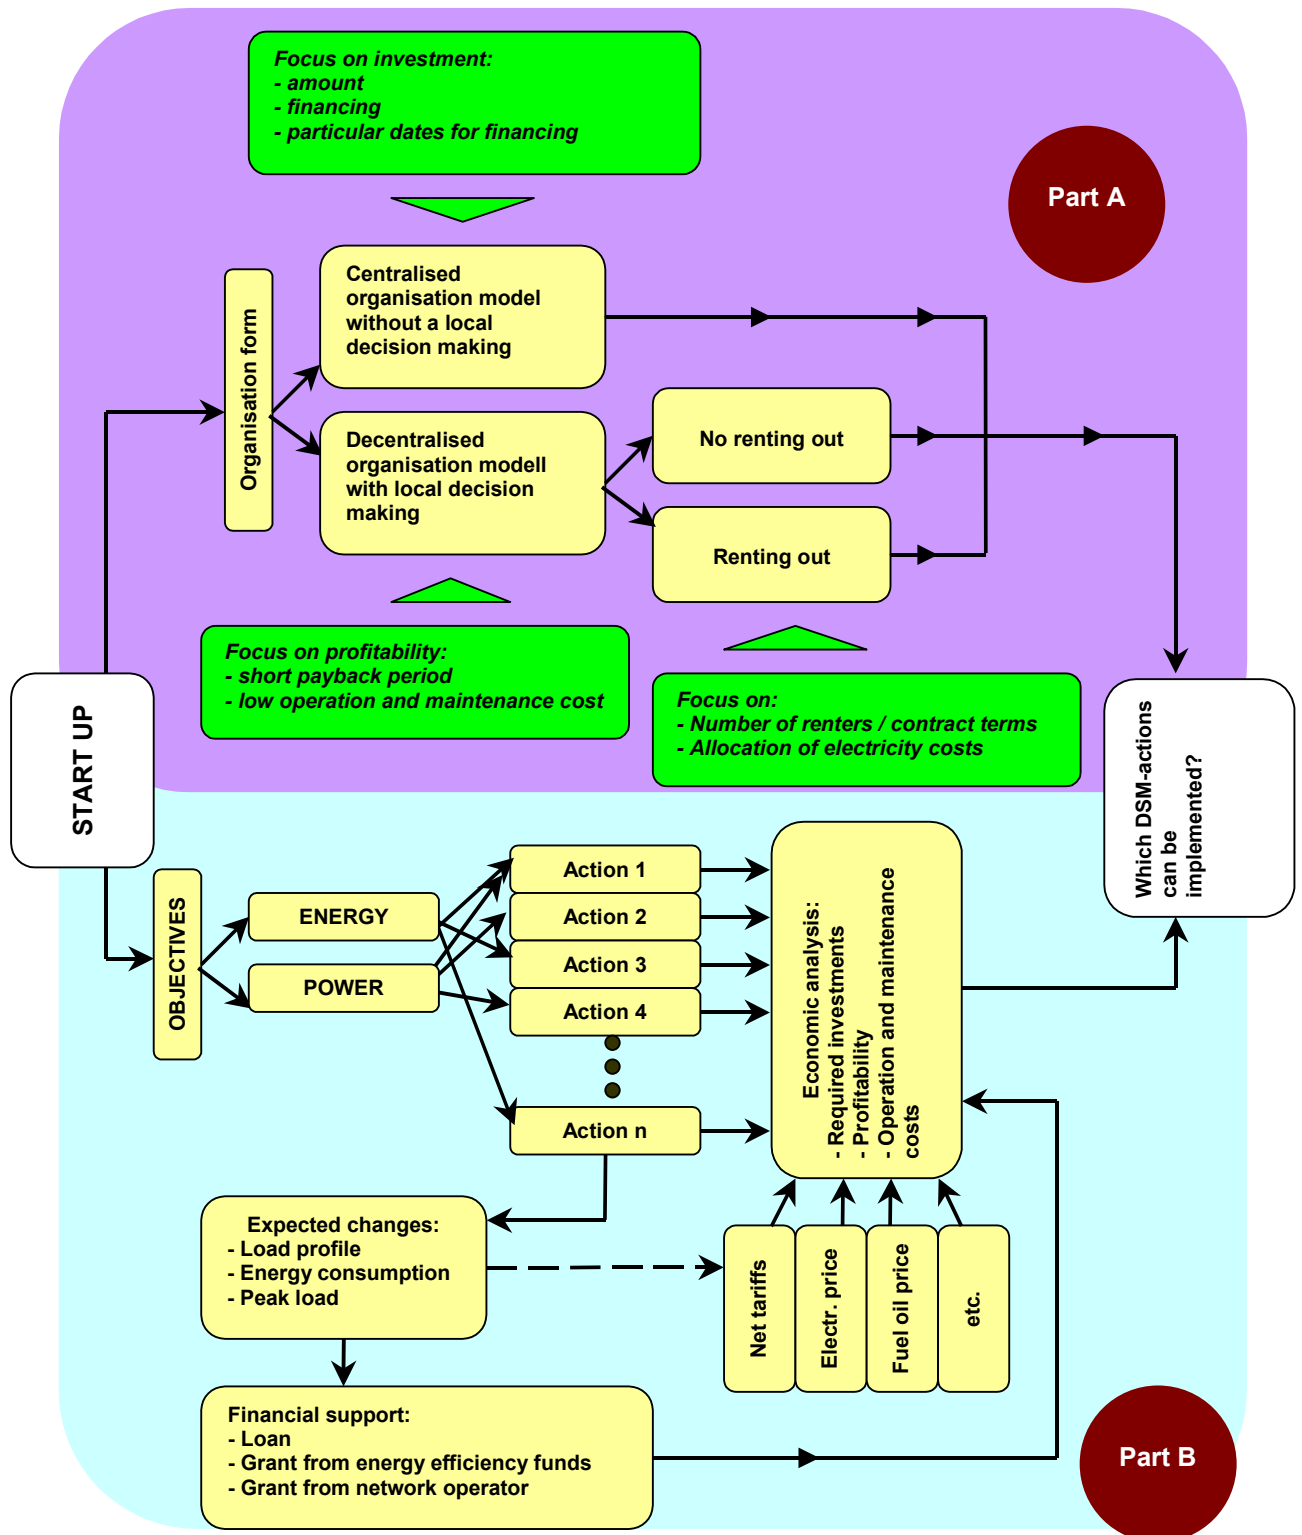 Focus on investment:
- amount
- financing
- particular dates for financing
Part A
Organisation form
Centralised
organisation model
without a local
decision making
Decentralised
organisation modell
with local decision
making
No renting out
Renting out
Focus on profitability:
- short payback period
- low operation and maintenance cost
Focus on:
- Number of renters / contract terms
- Allocation of electricity costs
START UP
Which DSM-actions
can be
implemented?
OBJECTIVES
ENERGY
POWER
Action 1
Action 2
Action 3
Action 4
Action n
Economic analysis:
- Required investments
- Profitability
- Operation and maintenance
costs
Expected changes:
- Load profile
- Energy consumption
- Peak load
Net tariffs
Electr. price
Fuel oil price
etc.
Financial support:
- Loan
- Grant from energy efficiency funds
- Grant from network operator
Part B